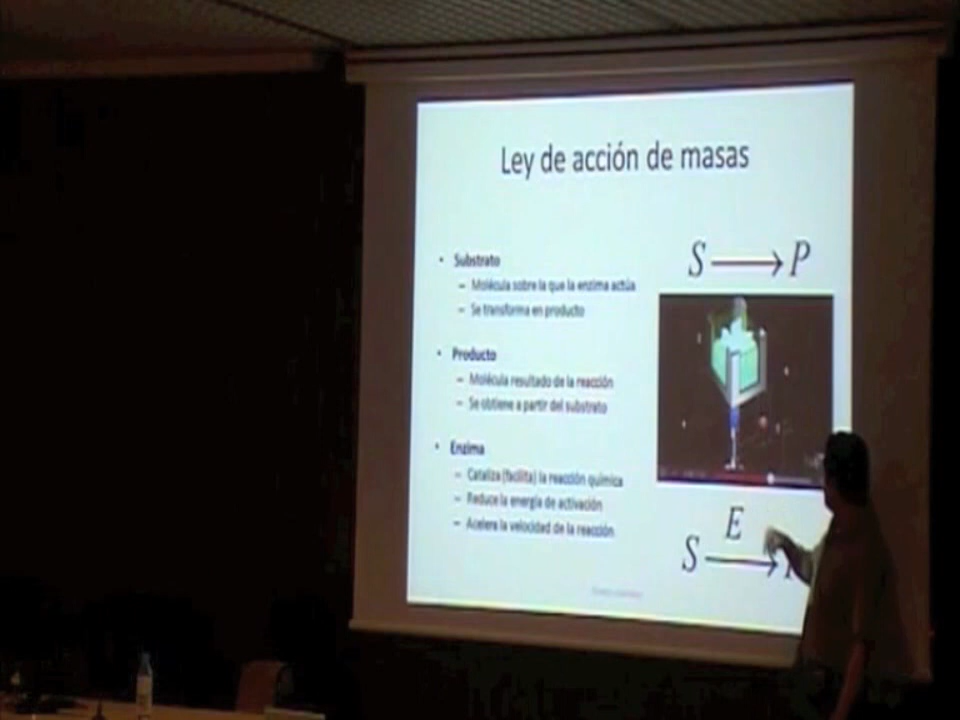 Ley de acción de masas
• Substrato
– Molécula sobre la que la enzima actúa
– Se transforma en producto
• Producto
– Molécula resultado de la reacción
– Se obtiene a partir del substrato
• Enzima
– Cataliza (facilita) la reacción química
– Reduce la energía de activación
– Acelera la velocidad de la reacción
S ⟶ P
E
S ⟶